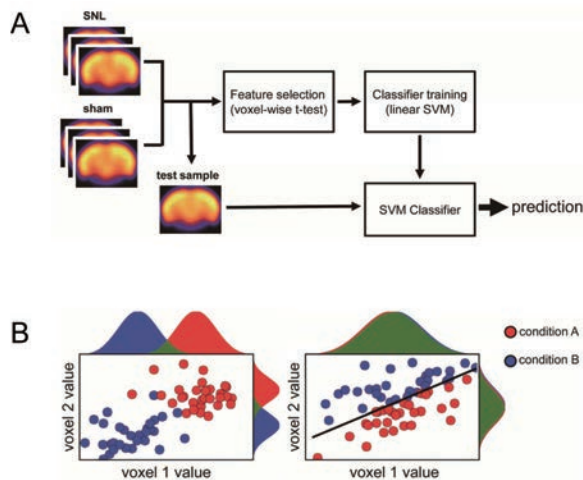 A
SNL
sham
Feature selection
(voxel-wise t-test)
Classifier training
(linear SVM)
test sample
SVM Classifier
prediction
B
condition A
condition B
voxel 2 value
voxel 1 value
voxel 2 value
voxel 1 value